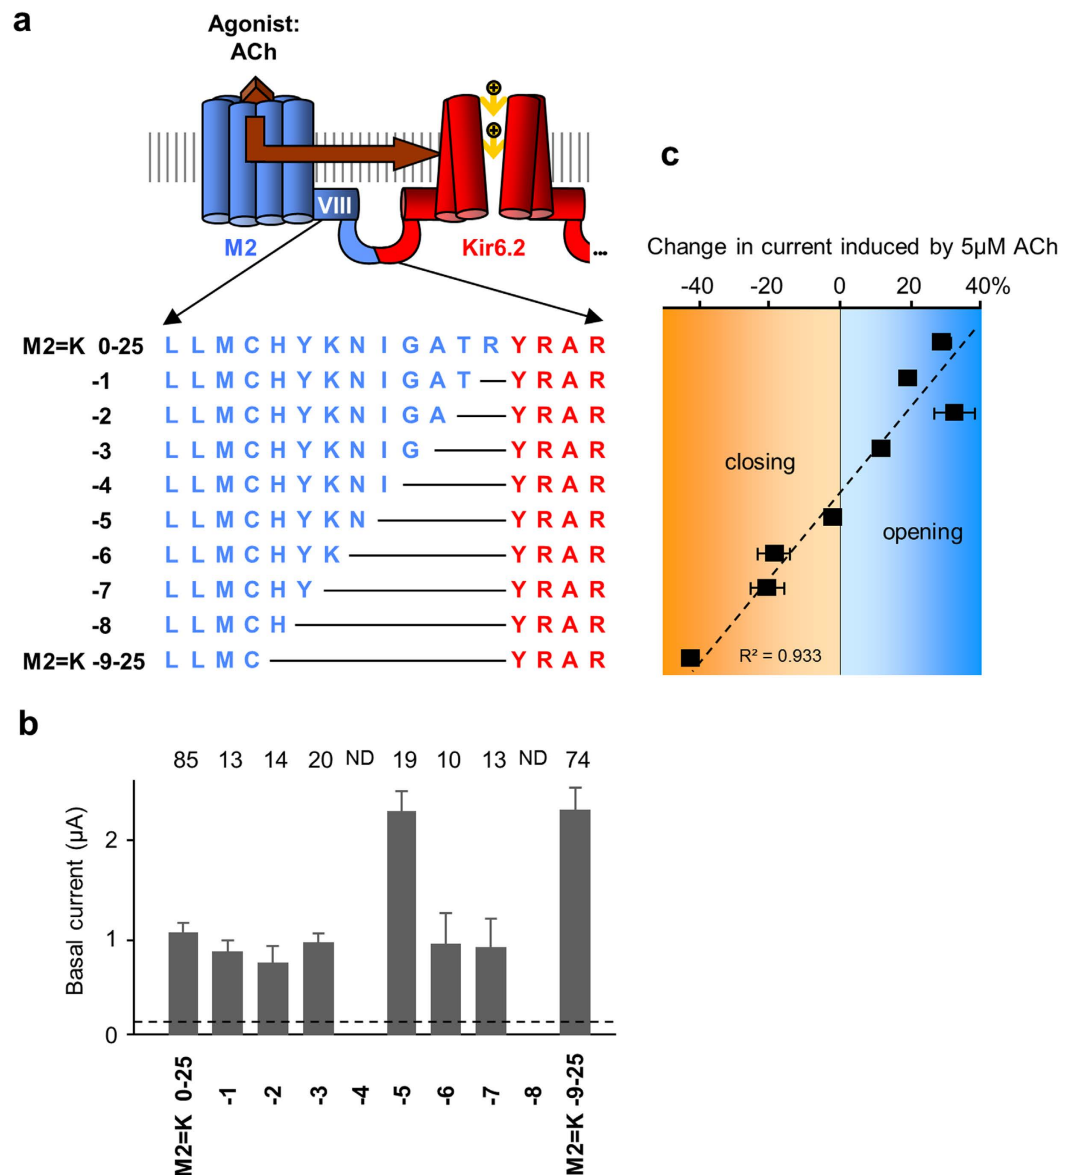 a
Agonist:
ACh
VIII
M2
Kir6.2
...
M2=K 0-25 L L M C H Y K N I G A T R Y R A R
-1 L L M C H Y K N I G A T Y R A R
-2 L L M C H Y K N I G A Y R A R
-3 L L M C H Y K N I G Y R A R
-4 L L M C H Y K N I Y R A R
-5 L L M C H Y K N Y R A R
-6 L L M C H Y K Y R A R
-7 L L M C H Y Y R A R
-8 L L M C H Y R A R
M2=K -9-25 L L M C Y R A R
c
Change in current induced by 5µM ACh
-40 -20 0 20 40%
closing
opening
R² = 0.933
b
85 13 14 20 ND 19 10 13 ND 74
Basal current (µA)
2
1
0
M2=K 0-25
-1
-2
-3
-4
-5
-6
-7
-8
M2=K -9-25